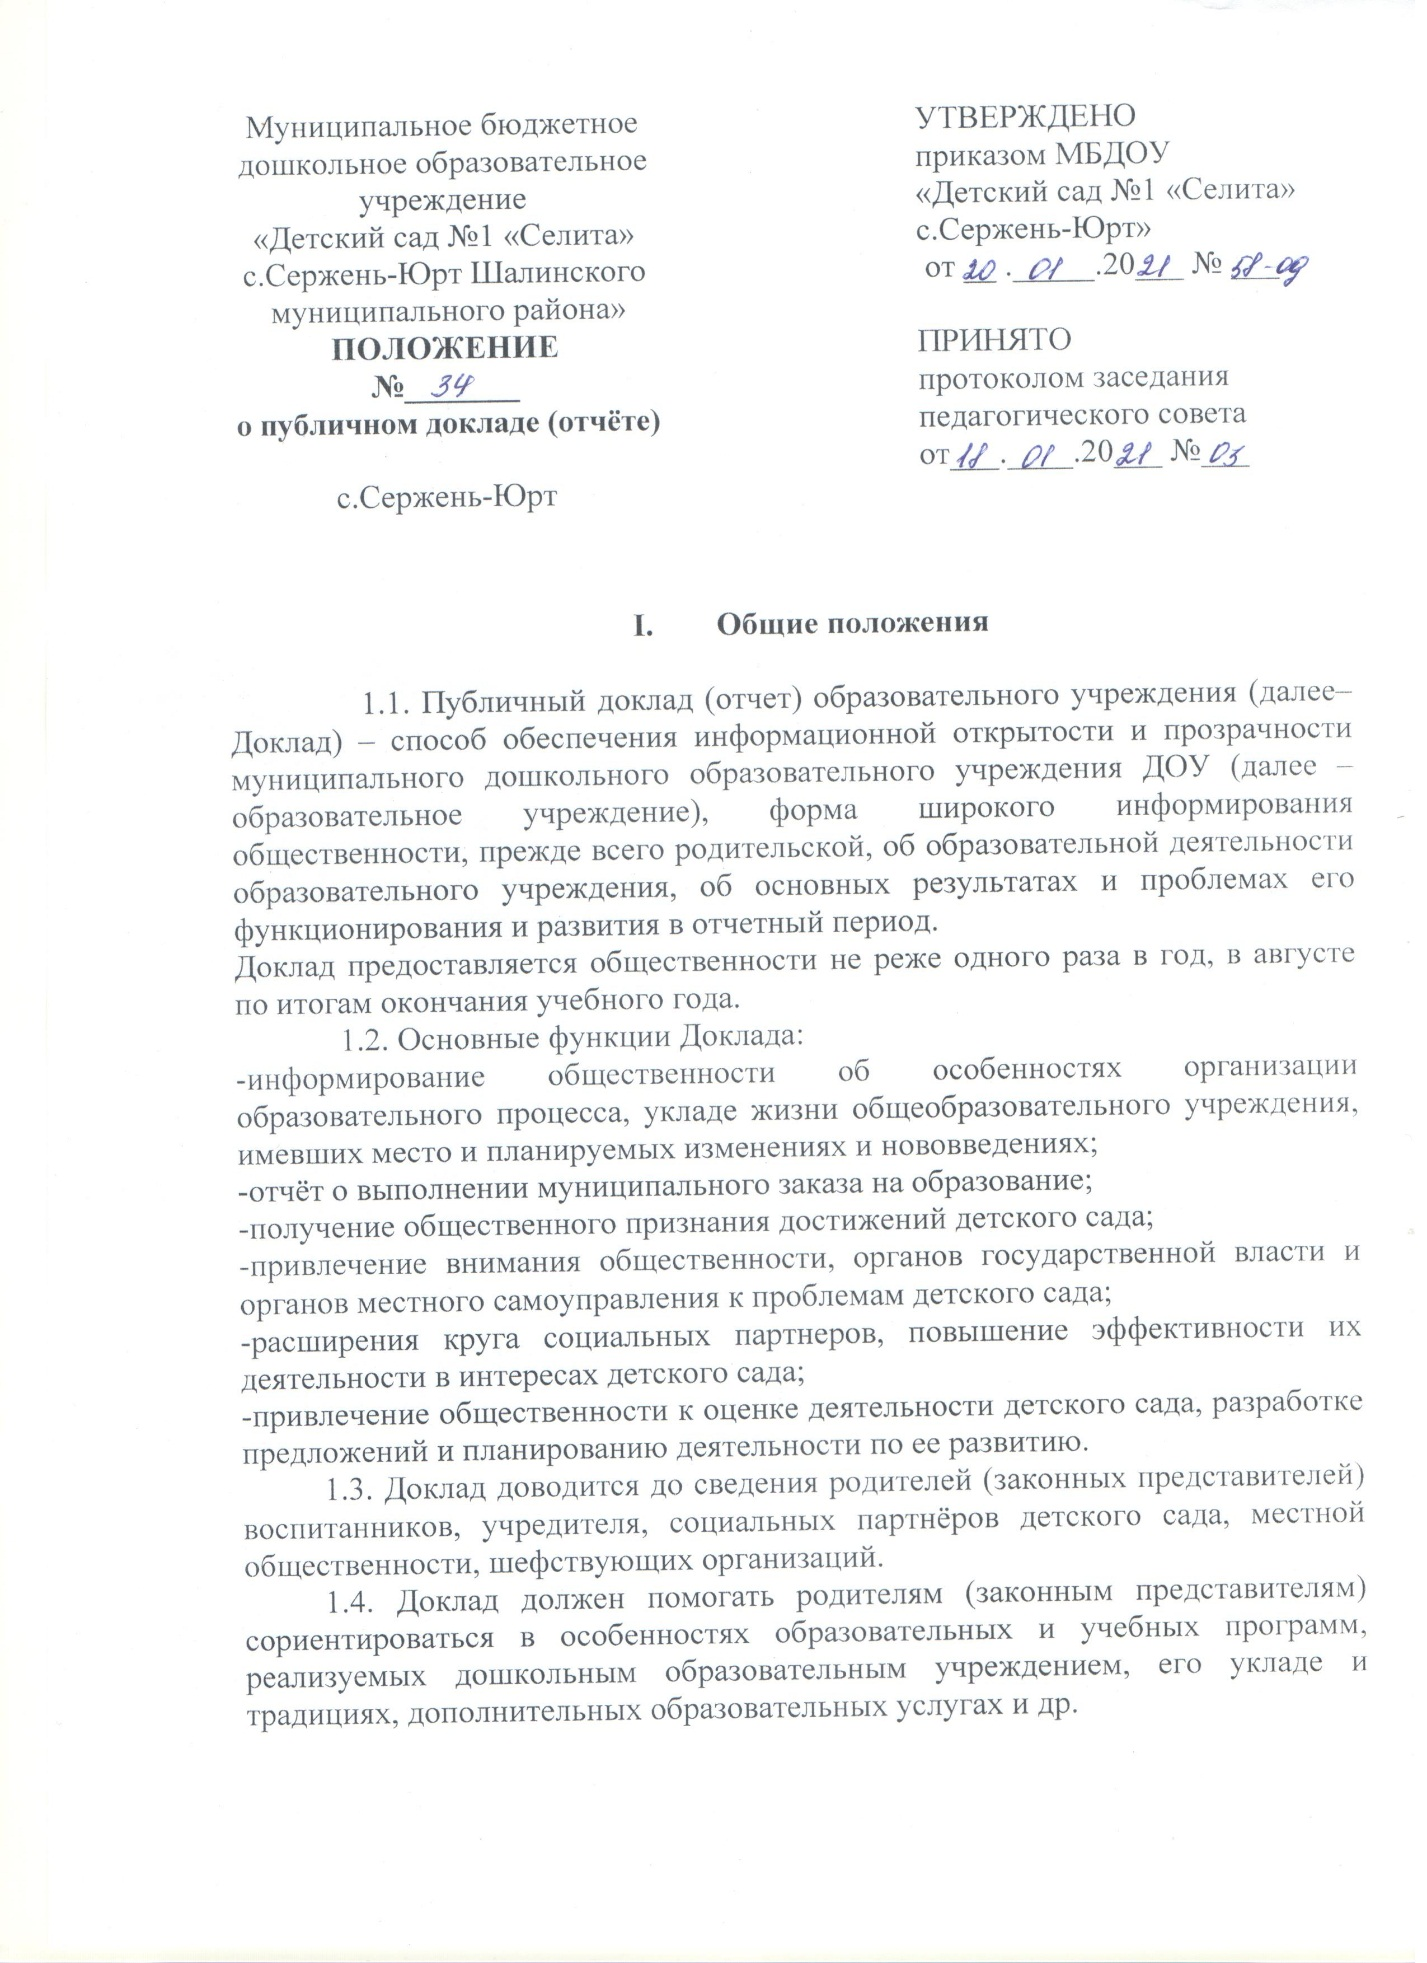 Муниципальное бюджетное
дошкольное образовательное
учреждение
«Детский сад №1 «Селита»
с.Сержень-Юрт Шалинского
муниципального района»
ПОЛОЖЕНИЕ
№ 34
о публичном докладе (отчёте)
с.Сержень-Юрт
УТВЕРЖДЕНО
приказом МБДОУ
«Детский сад №1 «Селита»
с.Сержень-Юрт»
от 20 . 01 .2021 № 58-од
ПРИНЯТО
протоколом заседания
педагогического совета
от 18 . 01 .2021 № 03
I. Общие положения
1.1. Публичный доклад (отчет) образовательного учреждения (далее–
Доклад) – способ обеспечения информационной открытости и прозрачности
муниципального дошкольного образовательного учреждения ДОУ (далее –
образовательное учреждение), форма широкого информирования
общественности, прежде всего родительской, об образовательной деятельности
образовательного учреждения, об основных результатах и проблемах его
функционирования и развития в отчетный период.
Доклад предоставляется общественности не реже одного раза в год, в августе
по итогам окончания учебного года.
1.2. Основные функции Доклада:
-информирование общественности об особенностях организации
образовательного процесса, укладе жизни общеобразовательного учреждения,
имевших место и планируемых изменениях и нововведениях;
-отчёт о выполнении муниципального заказа на образование;
-получение общественного признания достижений детского сада;
-привлечение внимания общественности, органов государственной власти и
органов местного самоуправления к проблемам детского сада;
-расширения круга социальных партнеров, повышение эффективности их
деятельности в интересах детского сада;
-привлечение общественности к оценке деятельности детского сада, разработке
предложений и планированию деятельности по ее развитию.
1.3. Доклад доводится до сведения родителей (законных представителей)
воспитанников, учредителя, социальных партнёров детского сада, местной
общественности, шефствующих организаций.
1.4. Доклад должен помогать родителям (законным представителям)
сориентироваться в особенностях образовательных и учебных программ,
реализуемых дошкольным образовательным учреждением, его укладе и
традициях, дополнительных образовательных услугах и др.